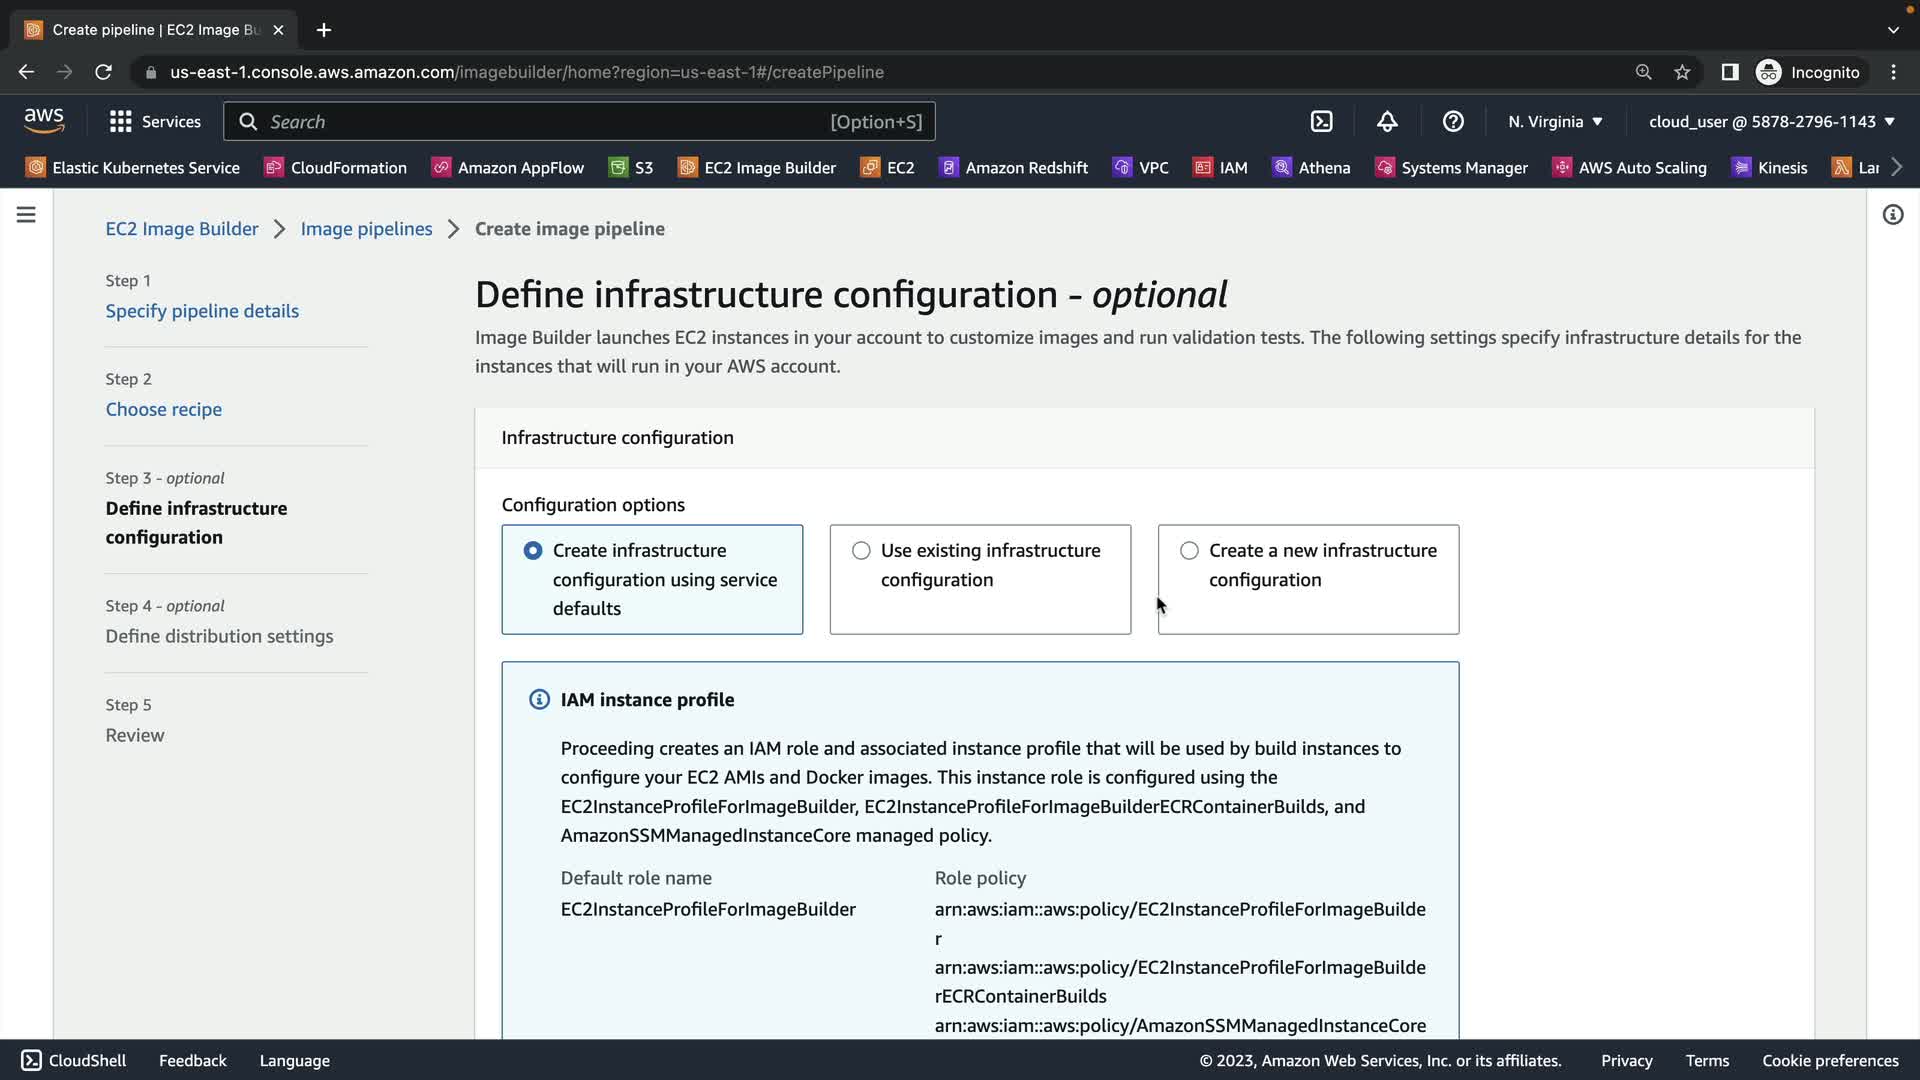 Create pipeline | EC2 Image Bu
us-east-1.console.aws.amazon.com/imagebuilder/home?region=us-east-1#/createPipeline
Incognito
aws
Services
Search
[Option+S]
N. Virginia
cloud_user @ 5878-2796-1143
Elastic Kubernetes Service
CloudFormation
Amazon AppFlow
S3
EC2 Image Builder
EC2
Amazon Redshift
VPC
IAM
Athena
Systems Manager
AWS Auto Scaling
Kinesis
Lar
EC2 Image Builder
Image pipelines
Create image pipeline
Step 1
Specify pipeline details
Step 2
Choose recipe
Step 3 - optional
Define infrastructure
configuration
Step 4 - optional
Define distribution settings
Step 5
Review
Define infrastructure configuration - optional
Image Builder launches EC2 instances in your account to customize images and run validation tests. The following settings specify infrastructure details for the
instances that will run in your AWS account.
Infrastructure configuration
Configuration options
Create infrastructure
configuration using service
defaults
Use existing infrastructure
configuration
Create a new infrastructure
configuration
IAM instance profile
Proceeding creates an IAM role and associated instance profile that will be used by build instances to
configure your EC2 AMIs and Docker images. This instance role is configured using the
EC2InstanceProfileForImageBuilder, EC2InstanceProfileForImageBuilderECRContainerBuilds, and
AmazonSSMManagedInstanceCore managed policy.
Default role name
EC2InstanceProfileForImageBuilder
Role policy
arn:aws:iam::aws:policy/EC2InstanceProfileForImageBuilde
r
arn:aws:iam::aws:policy/EC2InstanceProfileForImageBuilde
rECRContainerBuilds
arn:aws:iam::aws:policy/AmazonSSMManagedInstanceCore
CloudShell
Feedback
Language
© 2023, Amazon Web Services, Inc. or its affiliates.
Privacy
Terms
Cookie preferences